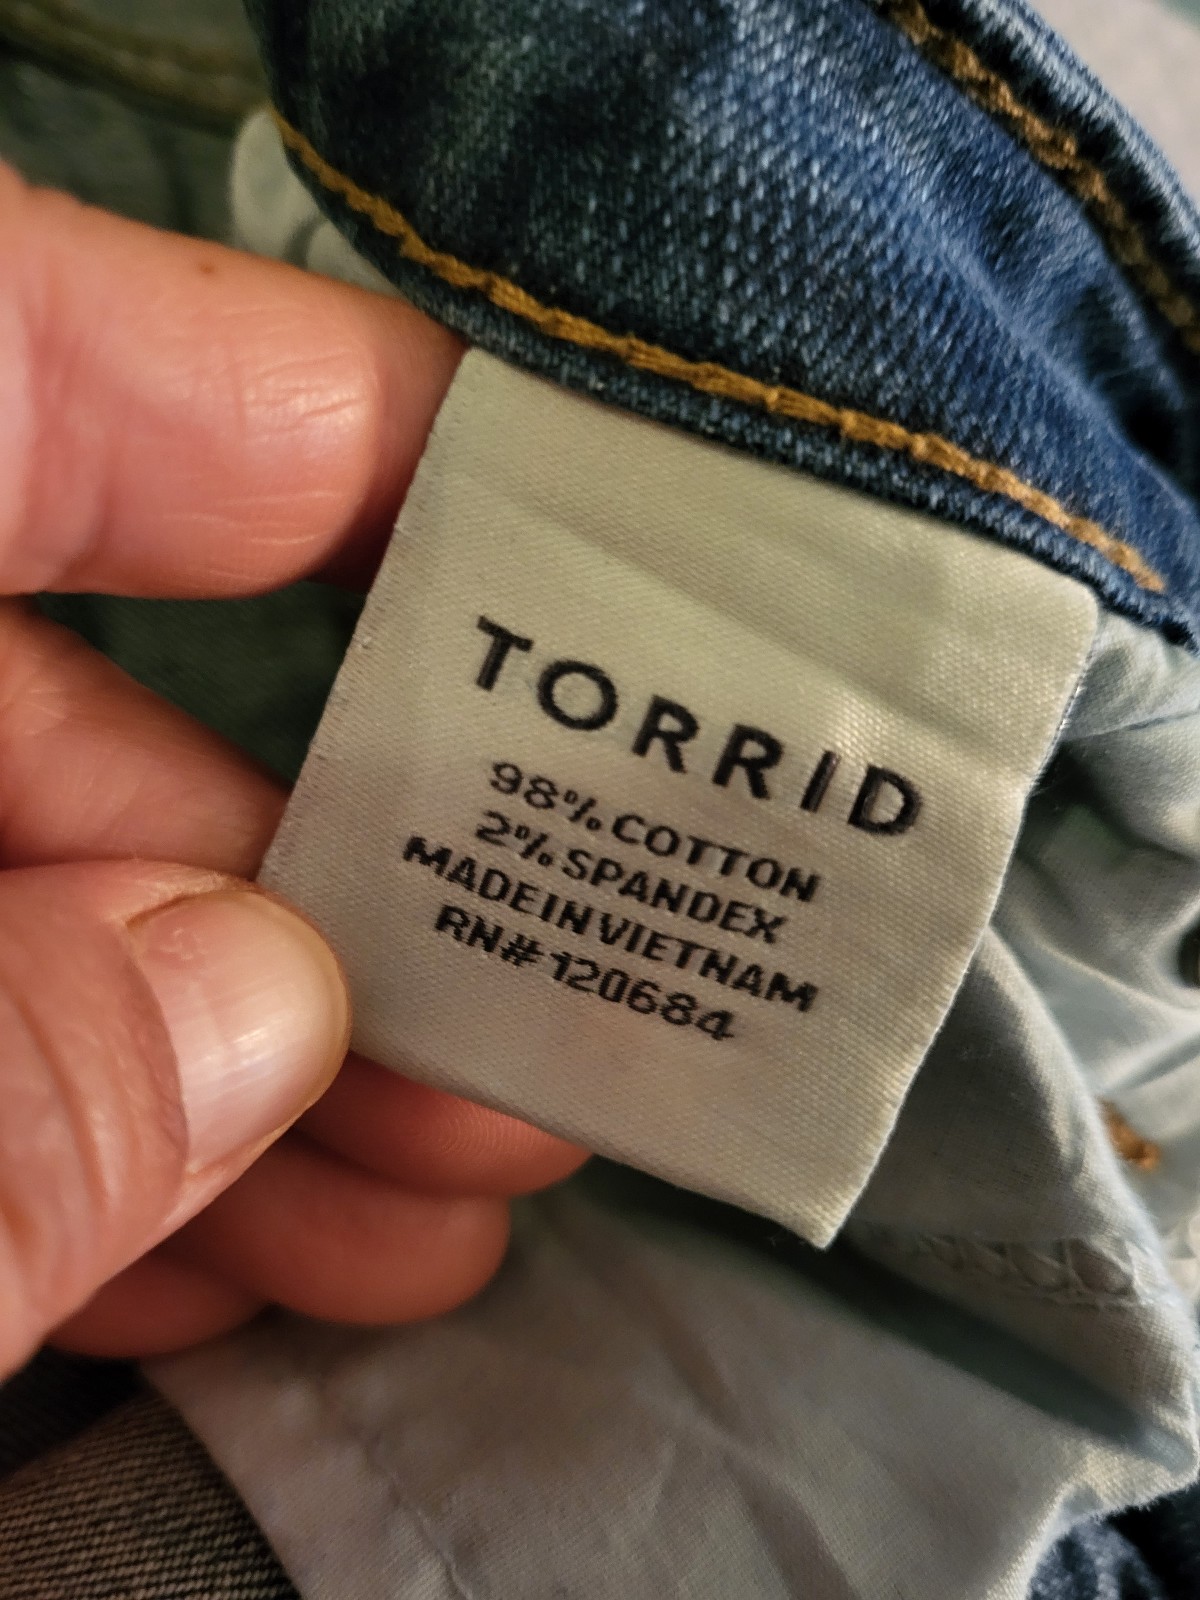 TORRID
98% COTTON
2% SPANDEX
MADE IN VIETNAM
RN# 120684